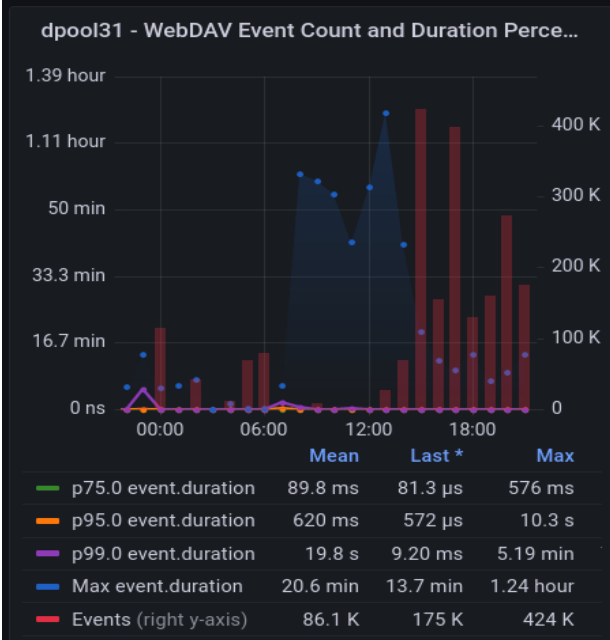 dpool31 - WebDAV Event Count and Duration Perce...
1.39 hour
1.11 hour
50 min
33.3 min
16.7 min
0 ns
400 K
300 K
200 K
100 K
0
00:00 06:00 12:00 18:00
Mean Last * Max
p75.0 event.duration 89.8 ms 81.3 µs 576 ms
p95.0 event.duration 620 ms 572 µs 10.3 s
p99.0 event.duration 19.8 s 9.20 ms 5.19 min
Max event.duration 20.6 min 13.7 min 1.24 hour
Events (right y-axis) 86.1 K 175 K 424 K